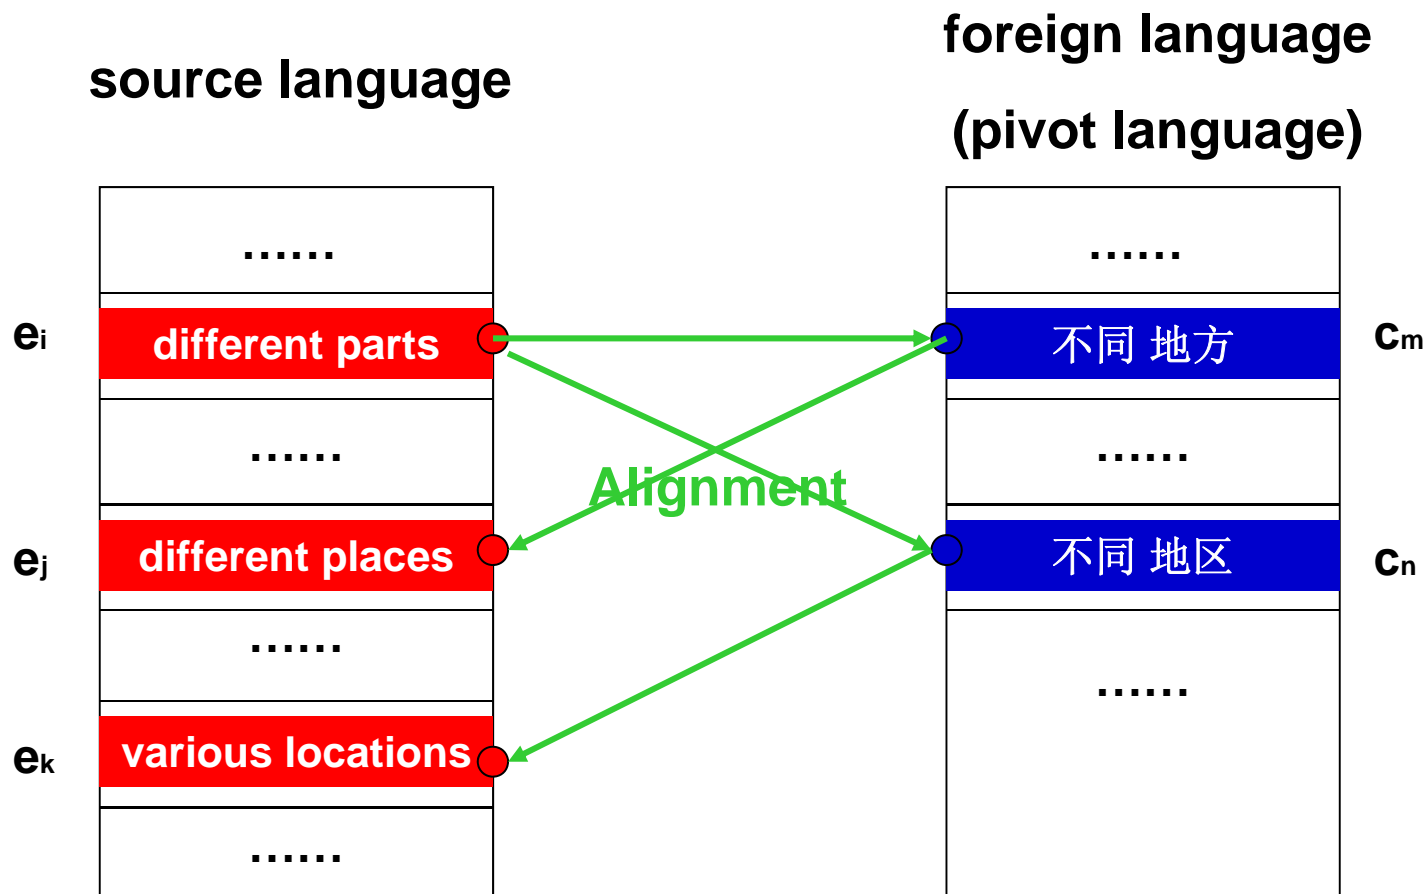 foreign language
source language
(pivot language)
......
......
ei
different parts
不同 地方
cm
......
......
Alignment
ej
different places
不同 地区
cn
......
......
ek
various locations
......